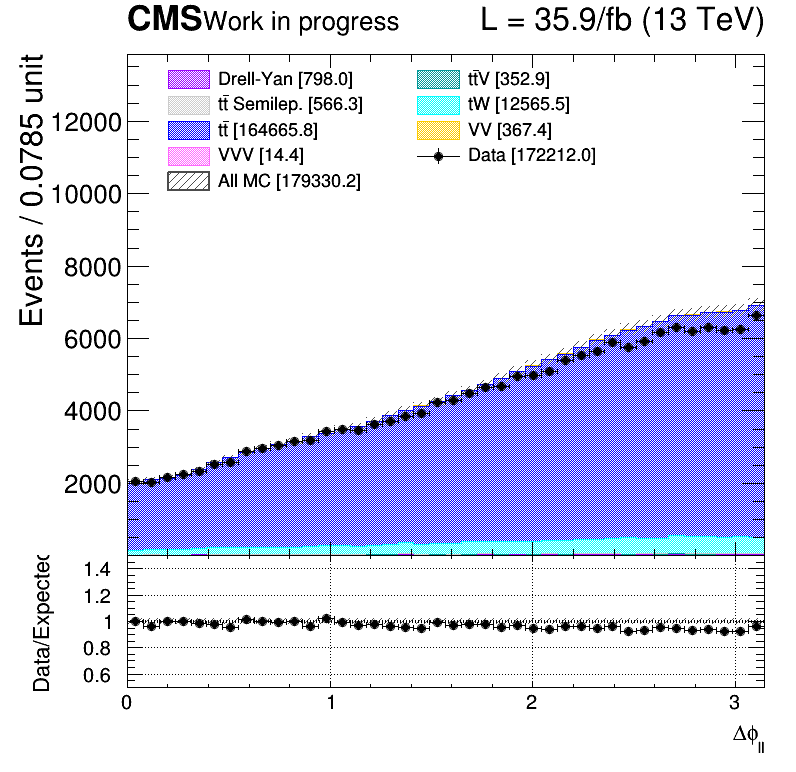 CMS Work in progress L = 35.9/fb (13 TeV)
Events / 0.0785 unit
Drell-Yan [798.0]
tt̄ Semilep. [566.3]
tt̄ [164665.8]
VVV [14.4]
All MC [179330.2]
tt̄V [352.9]
tW [12565.5]
VV [367.4]
Data [172212.0]
12000
10000
8000
6000
4000
2000
Data/Expected
1.4
1.2
1
0.8
0.6
0 1 2 3
Δϕll